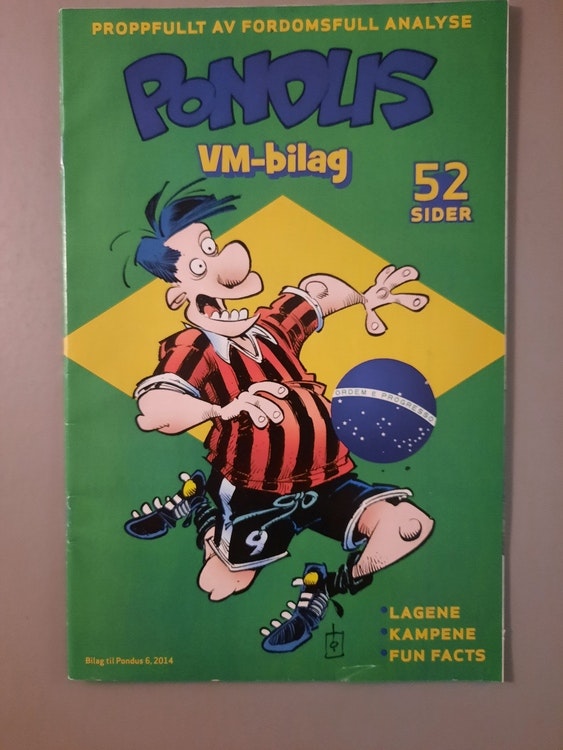 PROPPFULLT AV FORDOMSFULL ANALYSE
PONDUS
VM-bilag
52
SIDER
ORDEM E PROGRESSO
9
•LAGENE
•KAMPENE
•FUN FACTS
Bilag til Pondus 6, 2014